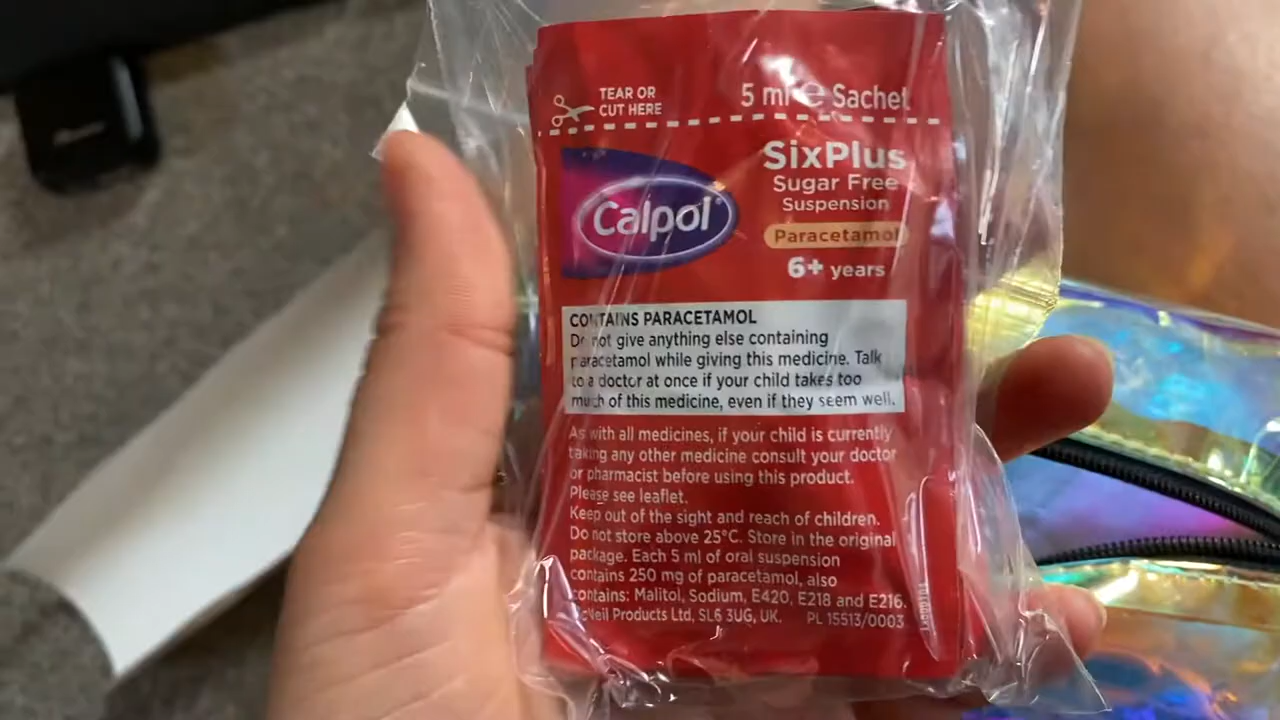 TEAR OR
CUT HERE
5 ml e Sachet
SixPlus
Sugar Free
Suspension
Calpol®
Paracetamol
6+ years
CONTAINS PARACETAMOL
Do not give anything else containing
paracetamol while giving this medicine. Talk
to a doctor at once if your child takes too
much of this medicine, even if they seem well.
As with all medicines, if your child is currently
taking any other medicine consult your doctor
or pharmacist before using this product.
Please see leaflet.
Keep out of the sight and reach of children.
Do not store above 25°C. Store in the original
package. Each 5 ml of oral suspension
contains 250 mg of paracetamol, also
contains: Malitol, Sodium, E420, E218 and E216.
McNeil Products Ltd, SL6 3UG, UK. PL 15513/0003